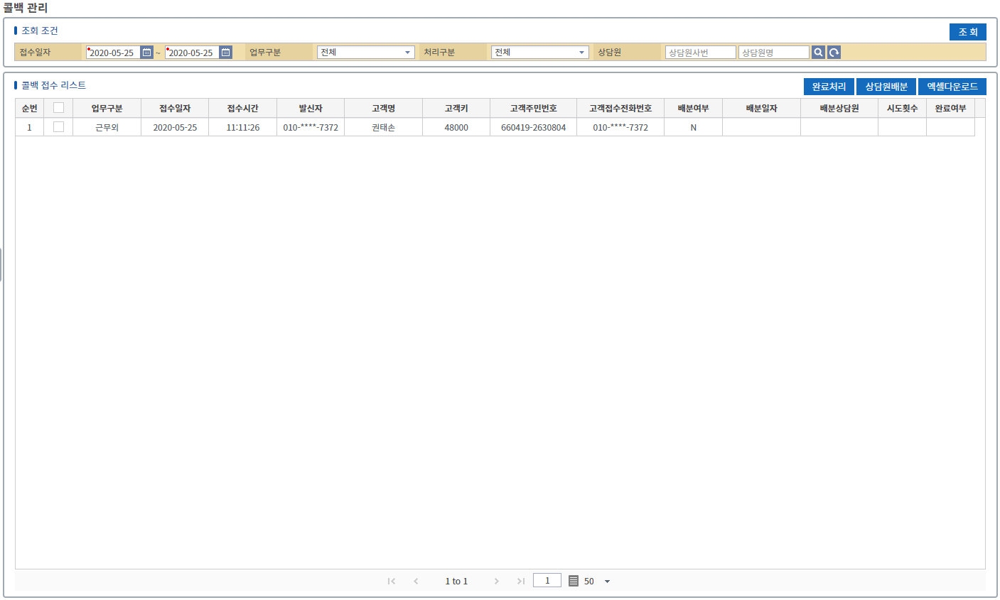 콜백 관리
조회 조건
조 회
접수일자 2020-05-25 ~ 2020-05-25 업무구분 전체 처리구분 전체 상담원 상담원사번 상담원명
콜백 접수 리스트
완료처리 상담원배분 엑셀다운로드
순번 업무구분 접수일자 접수시간 발신자 고객명 고객키 고객주민번호 고객접수전화번호 배분여부 배분일자 배분상담원 시도횟수 완료여부
1 근무외 2020-05-25 11:11:26 010-****-7372 권태손 48000 660419-2630804 010-****-7372 N
1 to 1 1 50